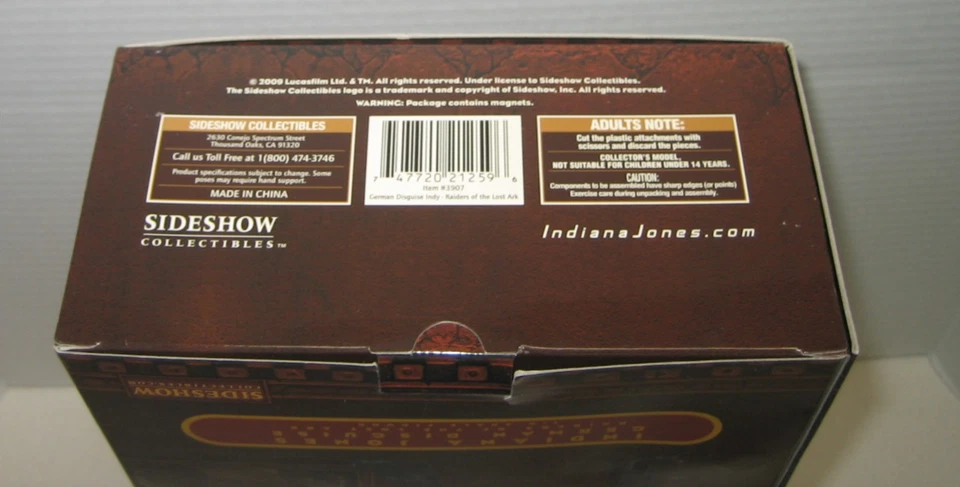 © 2009 Lucasfilm Ltd. & TM. All rights reserved. Under license to Sideshow Collectibles.
The Sideshow Collectibles logo is a trademark and copyright of Sideshow, Inc. All rights reserved.
WARNING: Package contains magnets.
SIDESHOW COLLECTIBLES
2630 Conejo Spectrum Street
Thousand Oaks, CA 91320
Call us Toll Free at 1(800) 474-3746
Product specifications subject to change. Some
poses may require hand support.
MADE IN CHINA
7 47720 21259 6
Item #3907
German Disguise Indy - Raiders of the Lost Ark
ADULTS NOTE:
Cut the plastic attachments with
scissors and discard the pieces.
COLLECTOR'S MODEL.
NOT SUITABLE FOR CHILDREN UNDER 14 YEARS.
CAUTION:
Components to be assembled have sharp edges (or points)
Exercise care during unpacking and assembly.
SIDESHOW
COLLECTIBLES™
IndianaJones.com
SIDESHOW
COLLECTIBLES.COM